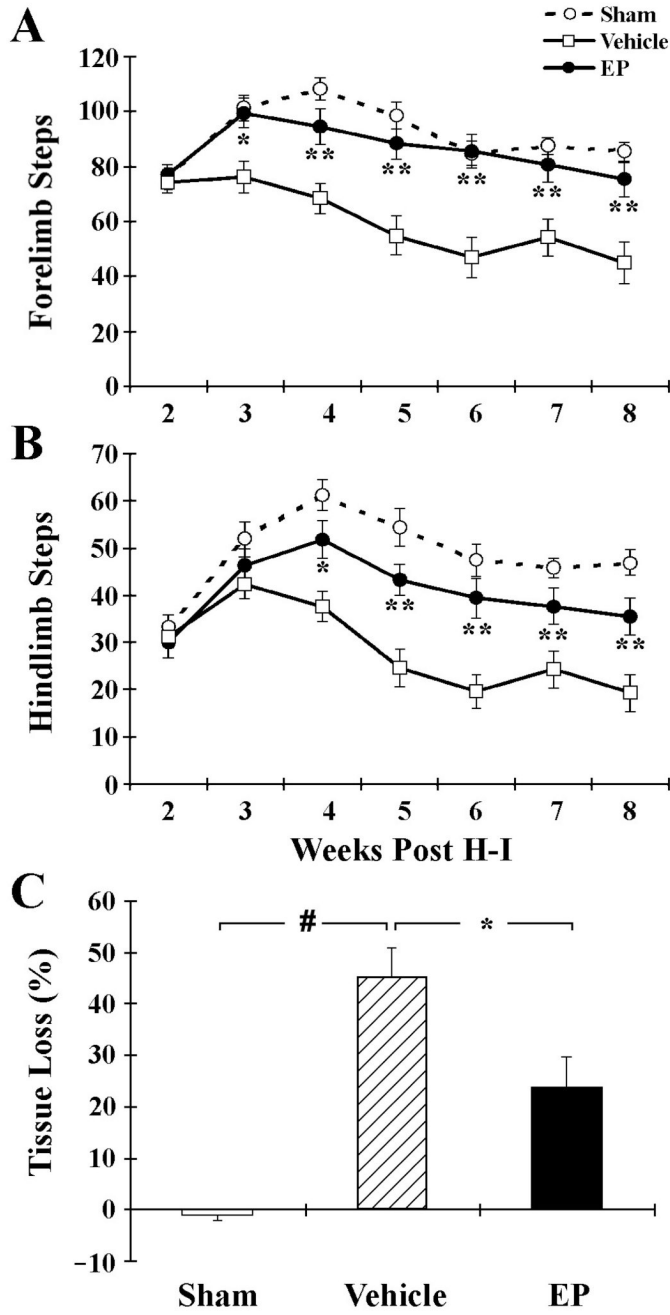 A
Sham
Vehicle
EP
Forelimb Steps
120
100
*
80
** ** ** ** **
60
40
20
0
2 3 4 5 6 7 8
B
Hindlimb Steps
70
60
50
*
40
** ** ** **
30
20
10
0
2 3 4 5 6 7 8
Weeks Post H-I
C
Tissue Loss (%)
60
# *
50
40
30
20
10
0
-10
Sham Vehicle EP